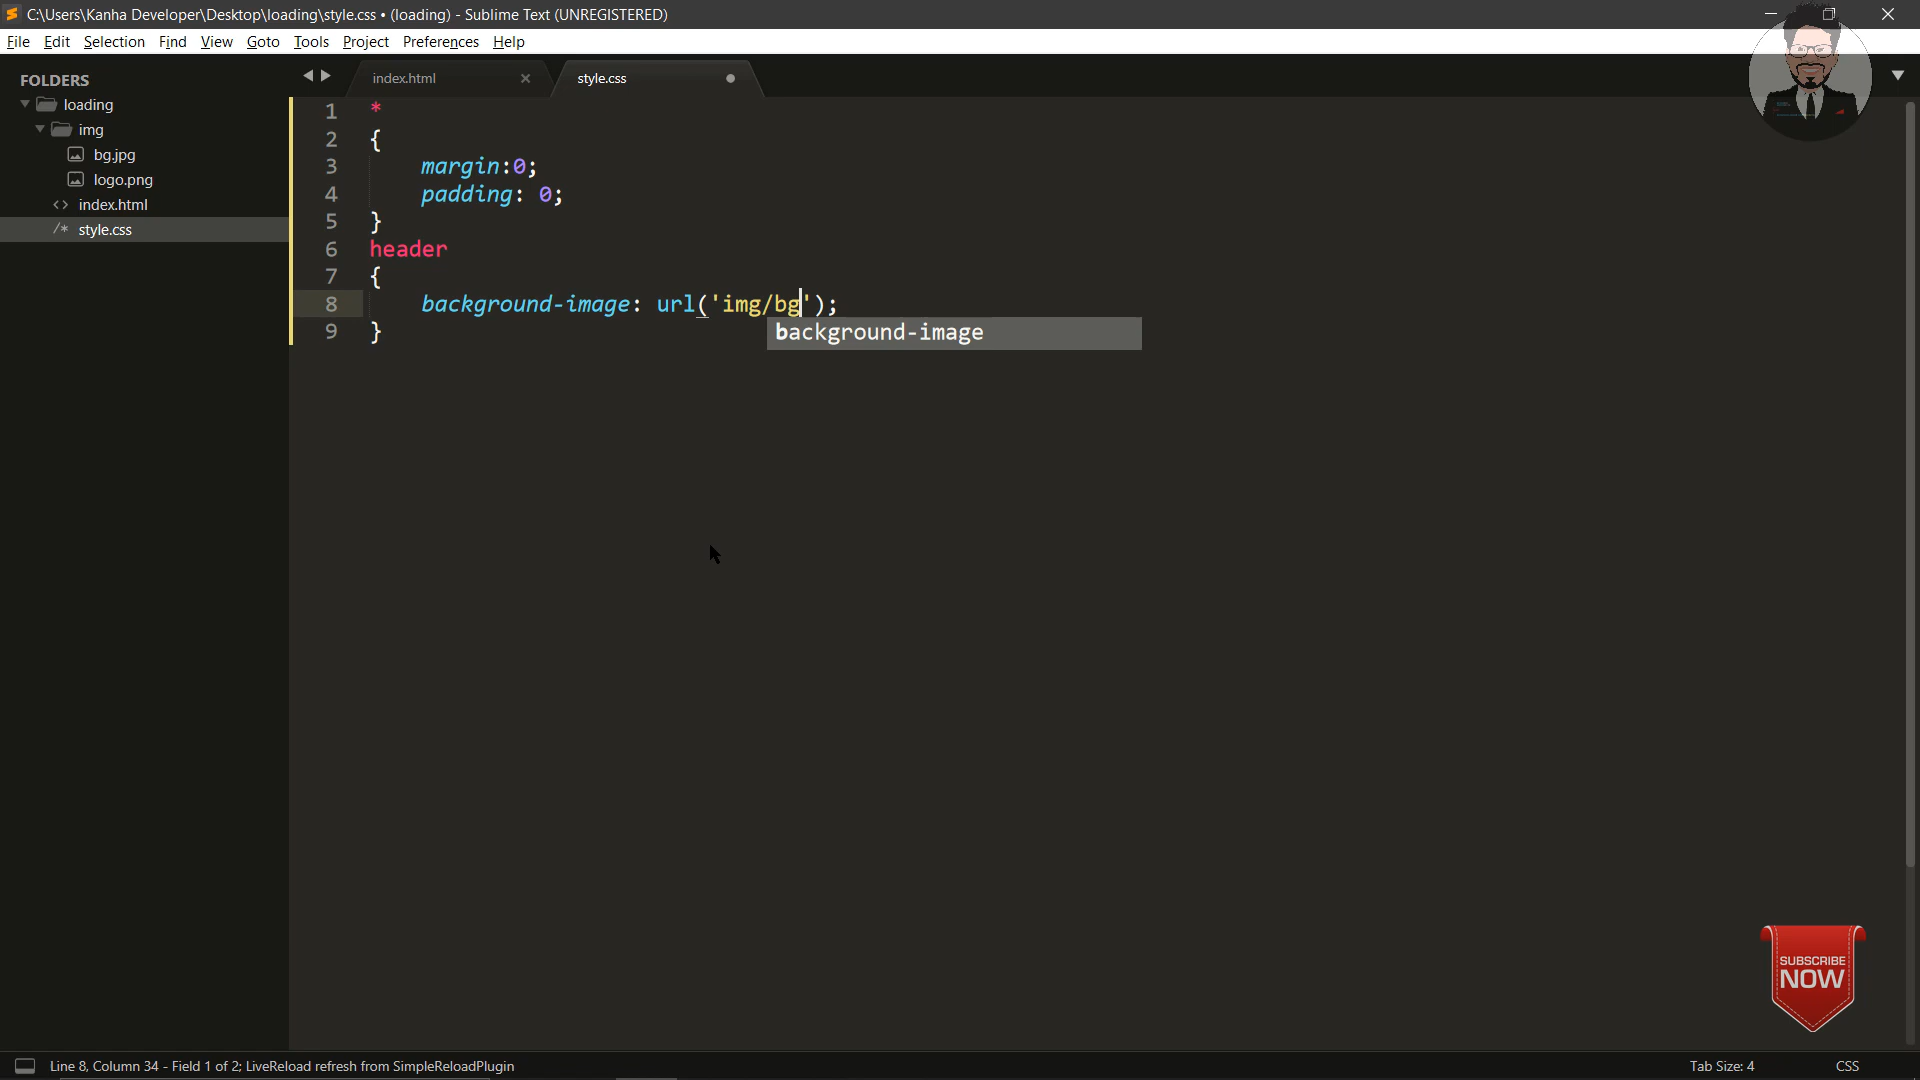 C:\Users\Kanha Developer\Desktop\loading\style.css • (loading) - Sublime Text (UNREGISTERED)
File Edit Selection Find View Goto Tools Project Preferences Help
FOLDERS
loading
img
bg.jpg
logo.png
<> index.html
/* style.css
index.html
style.css
1 *
2 {
3 margin:0;
4 padding: 0;
5 }
6 header
7 {
8 background-image: url('img/bg');
background-image
9 }
SUBSCRIBE
NOW
Line 8, Column 34 - Field 1 of 2; LiveReload refresh from SimpleReloadPlugin
Tab Size: 4
CSS